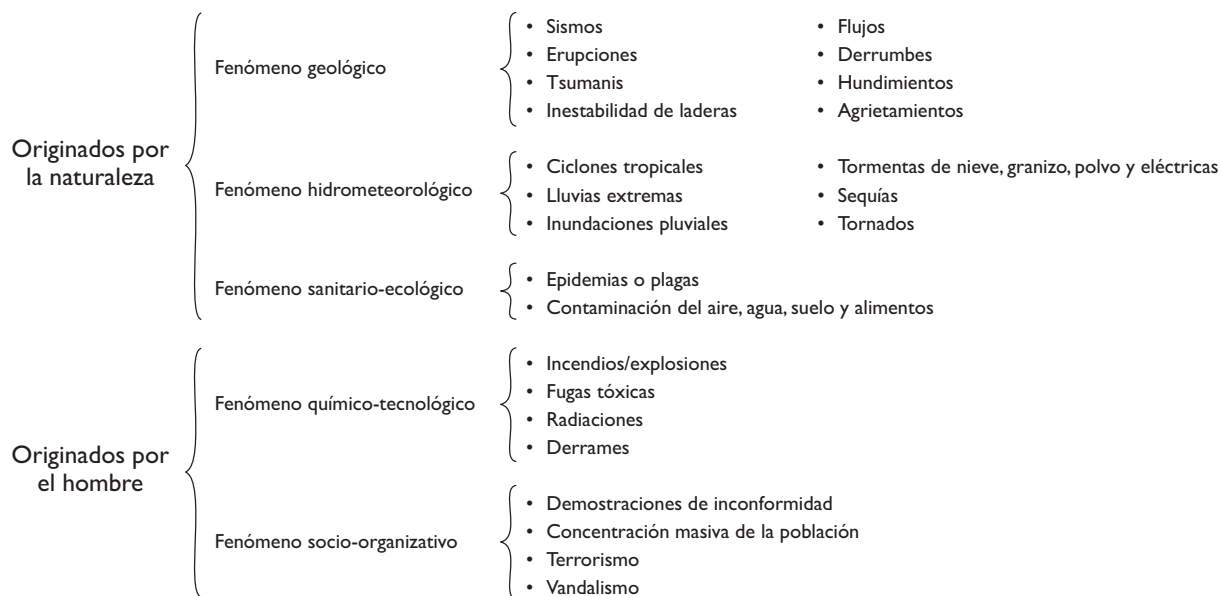 Originados por
la naturaleza
Fenómeno geológico
• Sismos
• Erupciones
• Tsumanis
• Inestabilidad de laderas
• Flujos
• Derrumbes
• Hundimientos
• Agrietamientos
Fenómeno hidrometeorológico
• Ciclones tropicales
• Lluvias extremas
• Inundaciones pluviales
• Tormentas de nieve, granizo, polvo y eléctricas
• Sequías
• Tornados
Fenómeno sanitario-ecológico
• Epidemias o plagas
• Contaminación del aire, agua, suelo y alimentos
Originados por
el hombre
Fenómeno químico-tecnológico
• Incendios/explosiones
• Fugas tóxicas
• Radiaciones
• Derrames
Fenómeno socio-organizativo
• Demostraciones de inconformidad
• Concentración masiva de la población
• Terrorismo
• Vandalismo